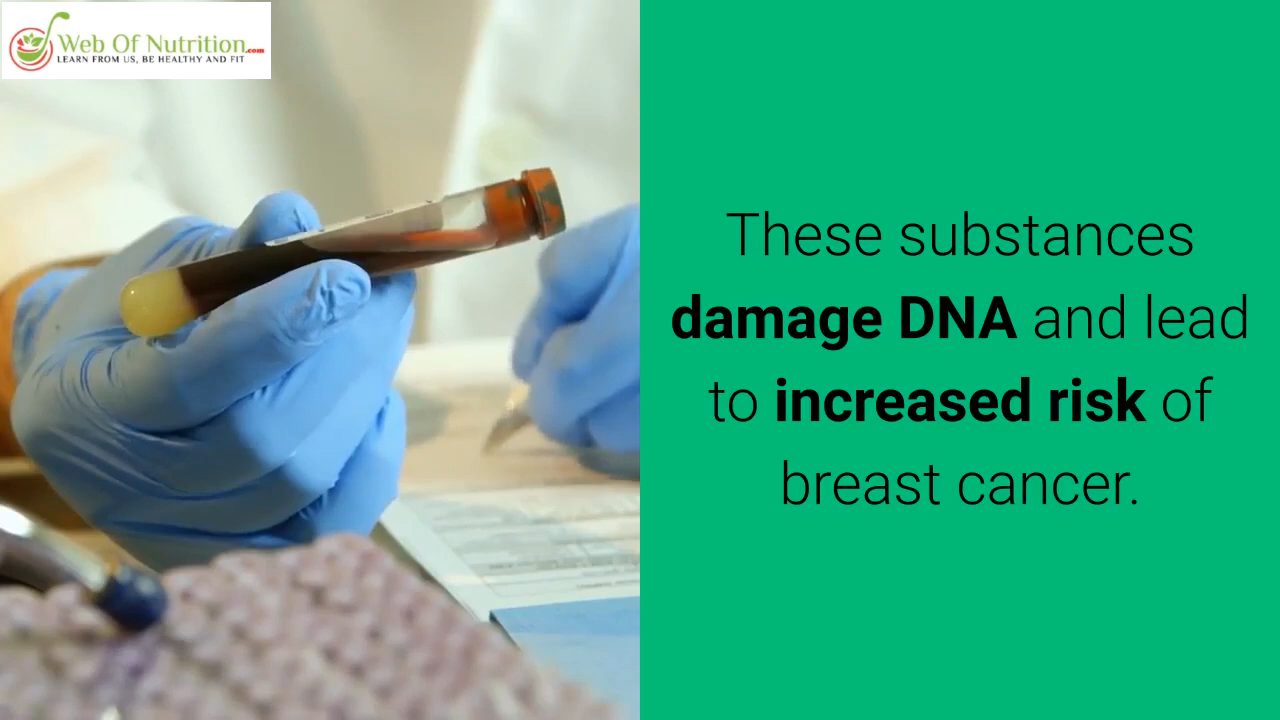 Web Of Nutrition.com
LEARN FROM US, BE HEALTHY AND FIT
These substances
damage DNA and lead
to increased risk of
breast cancer.